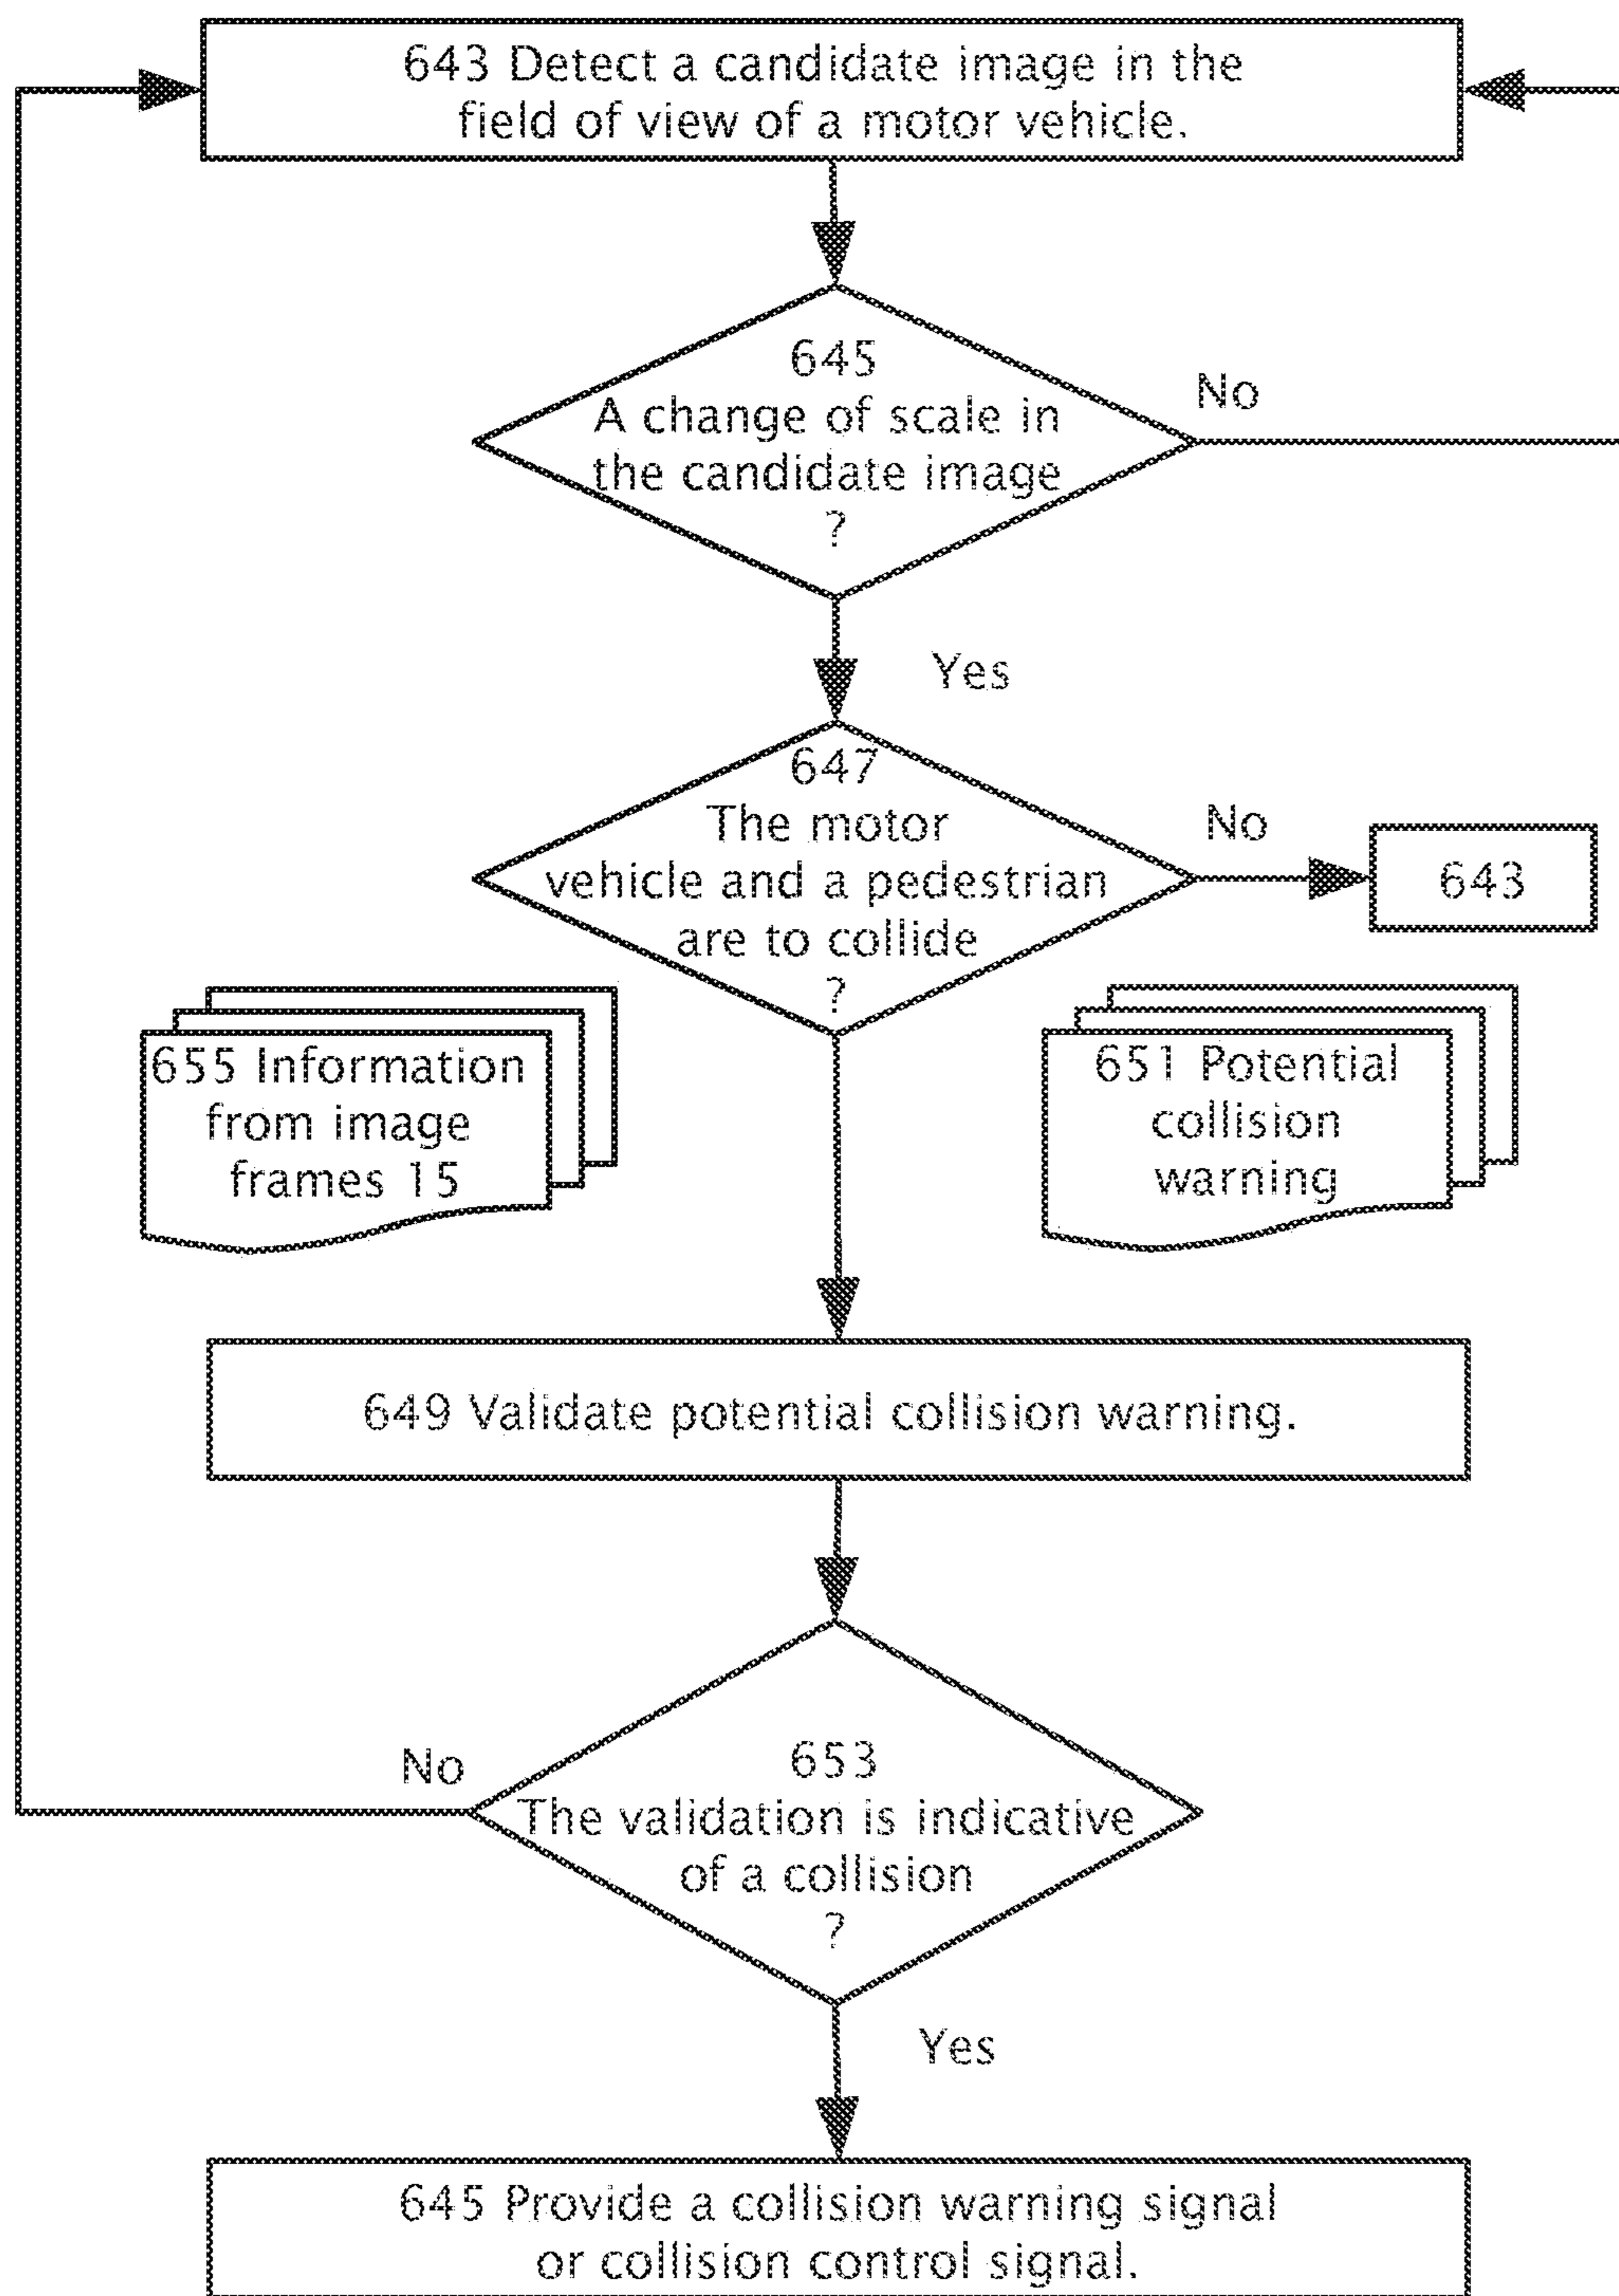 643 Detect a candidate image in the
field of view of a motor vehicle.
645
A change of scale in
the candidate image
?
No
Yes
647
The motor
vehicle and a pedestrian
are to collide
?
No
643
655 Information
from image
frames 15
651 Potential
collision
warning
649 Validate potential collision warning.
No
653
The validation is indicative
of a collision
?
Yes
645 Provide a collision warning signal
or collision control signal.